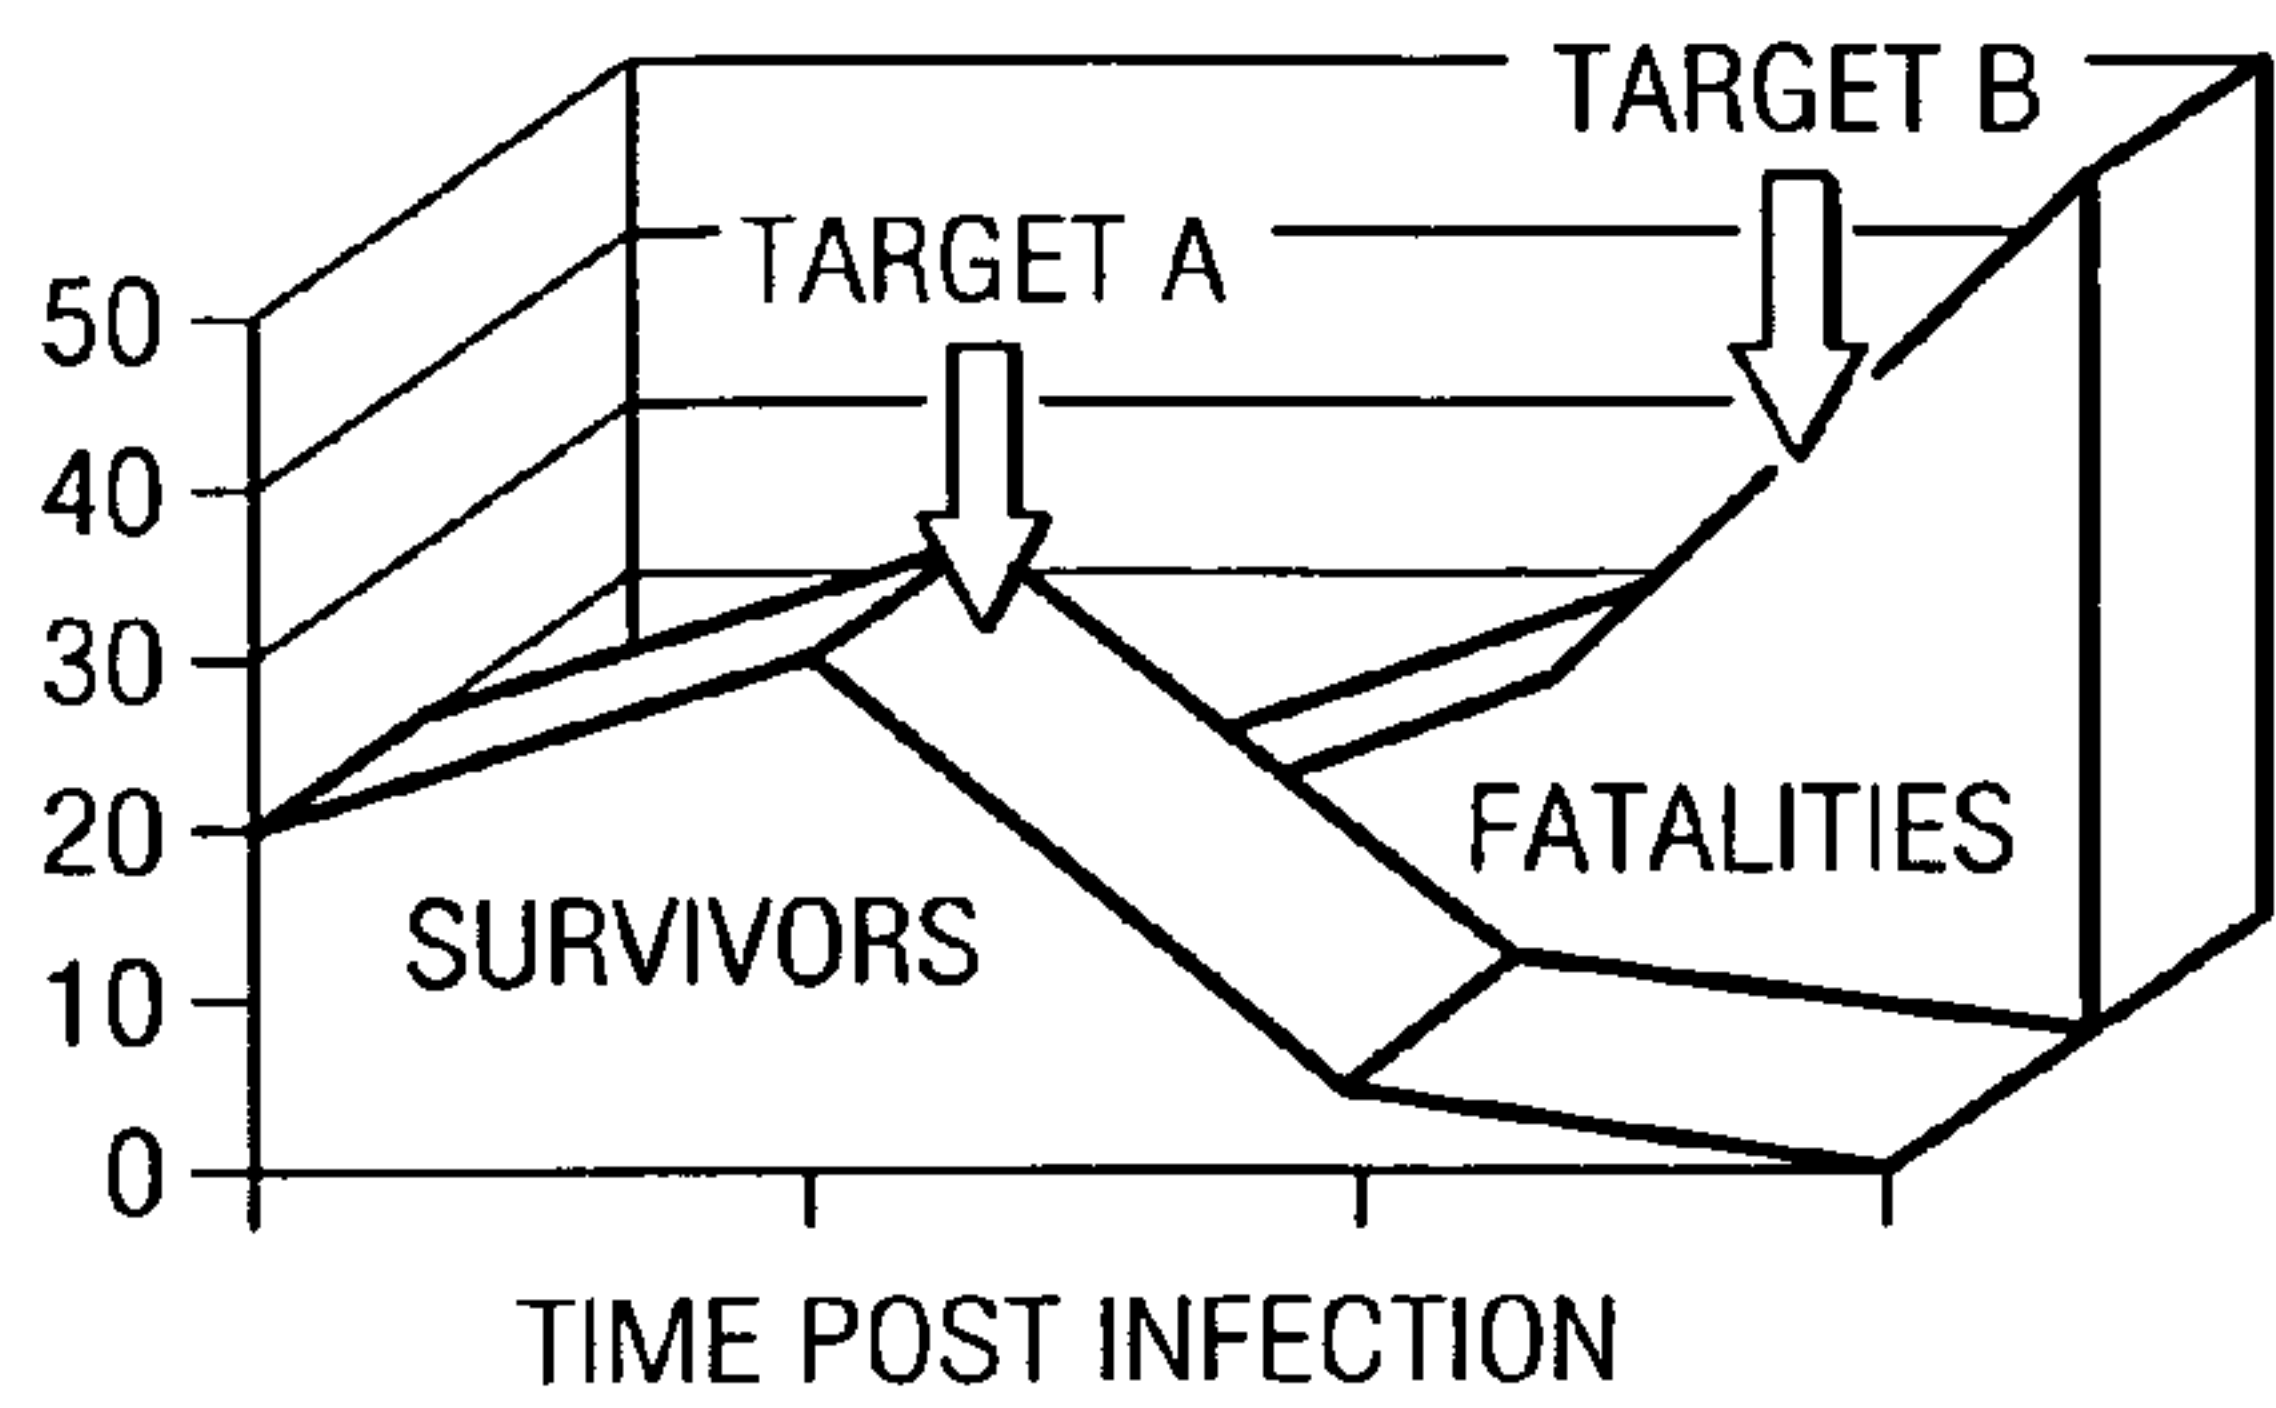 TARGET B
TARGET A
50
40
30
20
10
0
FATALITIES
SURVIVORS
TIME POST INFECTION